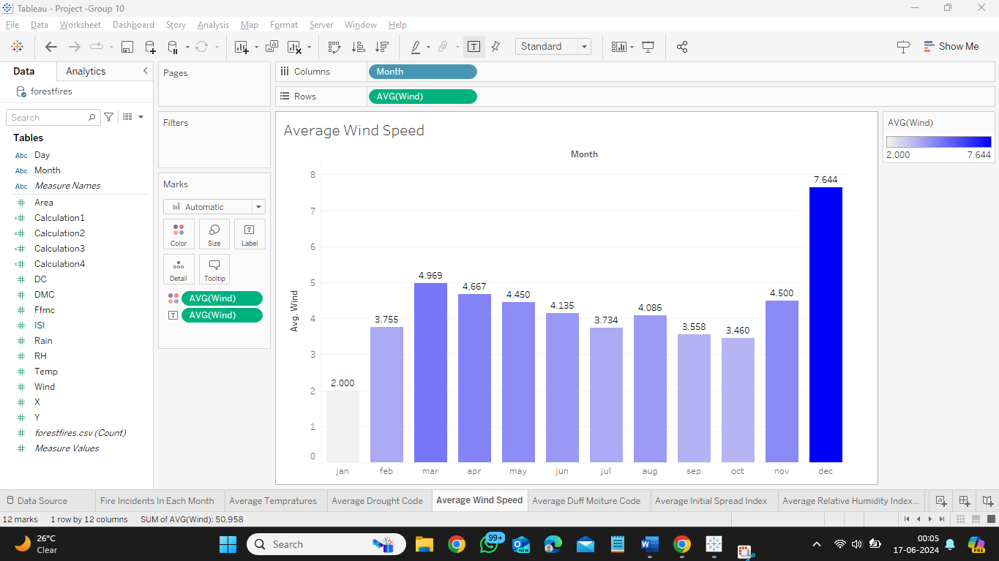 Tableau - Project -Group 10
File Data Worksheet Dashboard Story Analysis Map Format Server Window Help
Standard
Show Me
Data Analytics
forestfires
Search
Tables
Abc Day
Abc Month
Abc Measure Names
Area
Calculation1
Calculation2
Calculation3
Calculation4
DC
DMC
Ffmc
ISI
Rain
RH
Temp
Wind
X
Y
forestfires.csv (Count)
Measure Values
Pages
Filters
Marks
Automatic
Color Size Label
Detail Tooltip
AVG(Wind)
AVG(Wind)
Columns Month
Rows AVG(Wind)
Average Wind Speed
Month
Avg. Wind
8
7
6
5
4
3
2
1
0
2.000
3.755
4.969
4.667
4.450
4.135
3.734
4.086
3.558
3.460
4.500
7.644
jan feb mar apr may jun jul aug sep oct nov dec
AVG(Wind)
2.000 7.644
Data Source Fire Incidents In Each Month Average Tempratures Average Drought Code Average Wind Speed Average Duff Moiture Code Average Initial Spread Index Average Relative Humidity Index...
12 marks 1 row by 12 columns SUM of AVG(Wind): 50.958
26°C
Clear
Search
99+
NEW
PRE
00:05
17-06-2024